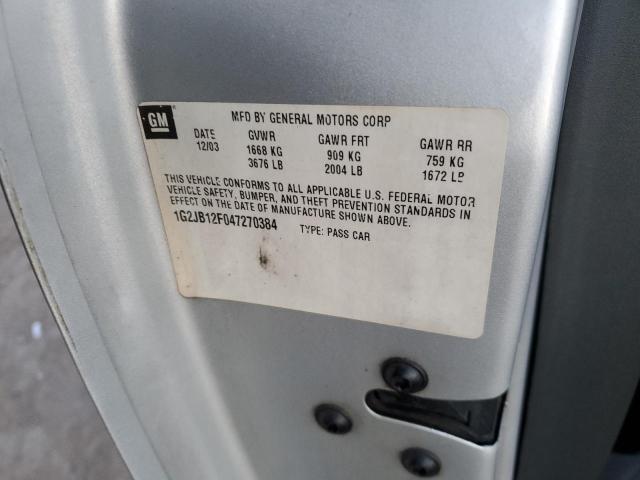 GM
MFD BY GENERAL MOTORS CORP
DATE GVWR GAWR FRT GAWR RR
12/03 1668 KG 909 KG 759 KG
3676 LB 2004 LB 1672 LB
THIS VEHICLE CONFORMS TO ALL APPLICABLE U.S. FEDERAL MOTOR
VEHICLE SAFETY, BUMPER, AND THEFT PREVENTION STANDARDS IN
EFFECT ON THE DATE OF MANUFACTURE SHOWN ABOVE.
1G2JB12F047270384 TYPE: PASS CAR